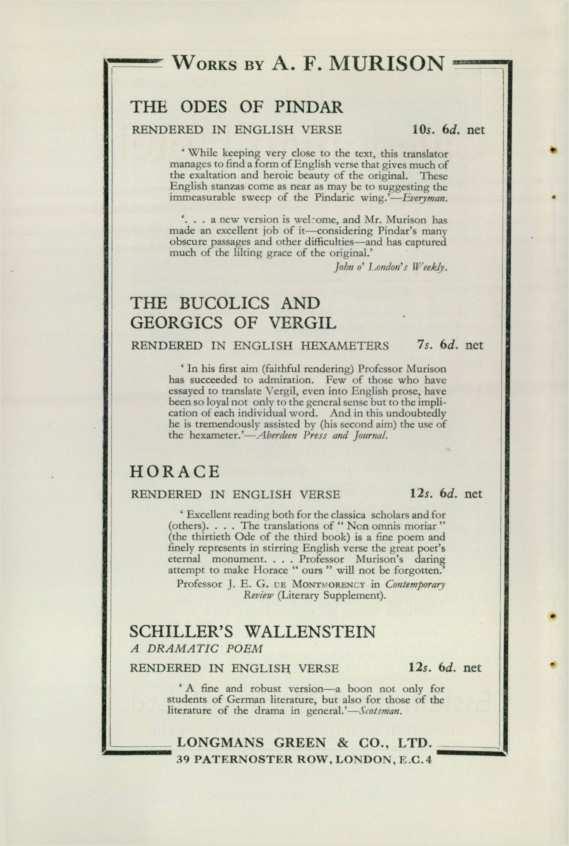 WORKS BY A. F. MURISON
THE ODES OF PINDAR
RENDERED IN ENGLISH VERSE 10s. 6d. net
‘ While keeping very close to the text, this translator
manages to find a form of English verse that gives much of
the exaltation and heroic beauty of the original. These
English stanzas come as near as may be to suggesting the
immeasurable sweep of the Pindaric wing.’—Everyman.
‘. . . a new version is welcome, and Mr. Murison has
made an excellent job of it—considering Pindar’s many
obscure passages and other difficulties—and has captured
much of the lilting grace of the original.’
John o’ London’s Weekly.
THE BUCOLICS AND
GEORGICS OF VERGIL
RENDERED IN ENGLISH HEXAMETERS 7s. 6d. net
‘ In his first aim (faithful rendering) Professor Murison
has succeeded to admiration. Few of those who have
essayed to translate Vergil, even into English prose, have
been so loyal not only to the general sense but to the impli-
cation of each individual word. And in this undoubtedly
he is tremendously assisted by (his second aim) the use of
the hexameter.’—Aberdeen Press and Journal.
HORACE
RENDERED IN ENGLISH VERSE 12s. 6d. net
‘ Excellent reading both for the classica scholars and for
(others). . . . The translations of “ Non omnis moriar ”
(the thirtieth Ode of the third book) is a fine poem and
finely represents in stirring English verse the great poet’s
eternal monument. . . . Professor Murison’s daring
attempt to make Horace “ ours ” will not be forgotten.’
Professor J. E. G. DE MONTMORENCY in Contemporary
Review (Literary Supplement).
SCHILLER’S WALLENSTEIN
A DRAMATIC POEM
RENDERED IN ENGLISH VERSE 12s. 6d. net
‘ A fine and robust version—a boon not only for
students of German literature, but also for those of the
literature of the drama in general.’—Scotsman.
LONGMANS GREEN & CO., LTD.
39 PATERNOSTER ROW, LONDON, E.C.4